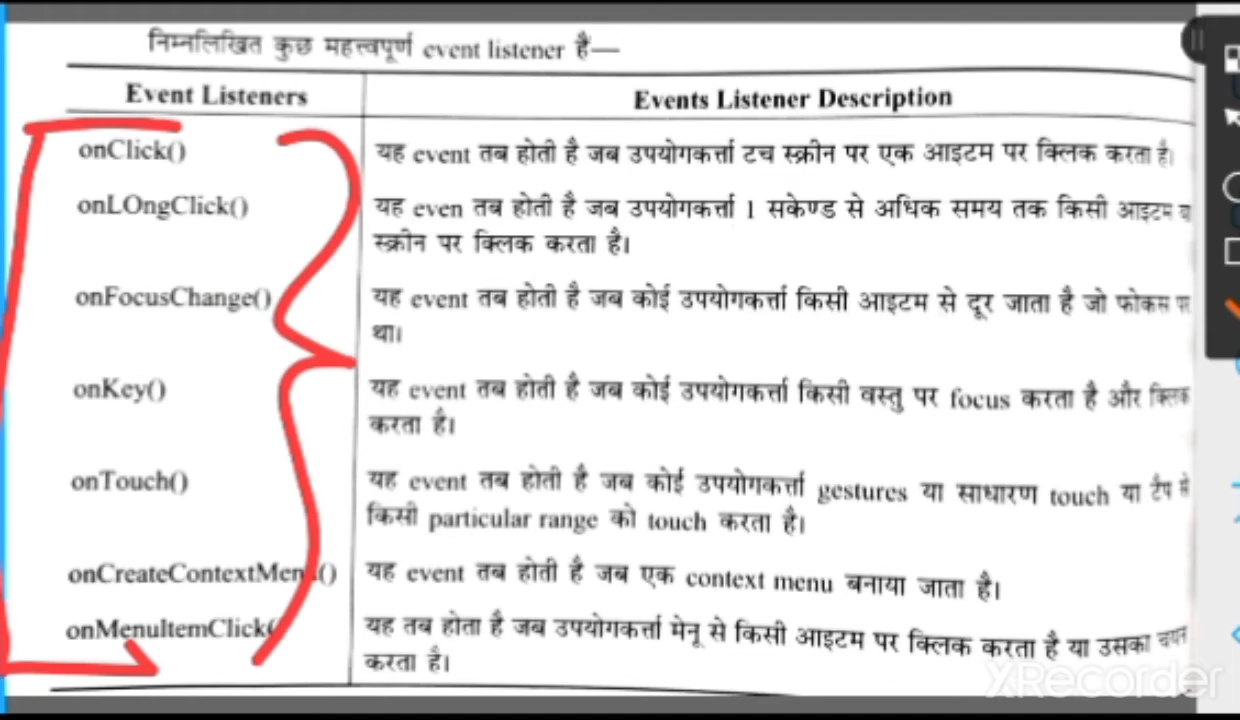 निम्नलिखित कुछ महत्त्वपूर्ण event listener हैं—
Event Listeners Events Listener Description
onClick() यह event तब होती है जब उपयोगकर्त्ता टच स्क्रीन पर एक आइटम पर क्लिक करता है।
onLOngClick() यह even तब होती है जब उपयोगकर्त्ता 1 सकेण्ड से अधिक समय तक किसी आइटम या
स्क्रीन पर क्लिक करता है।
onFocusChange() यह event तब होती है जब कोई उपयोगकर्त्ता किसी आइटम से दूर जाता है जो फोकस पर
था।
onKey() यह event तब होती है जब कोई उपयोगकर्त्ता किसी वस्तु पर focus करता है और क्लिक
करता है।
onTouch() यह event तब होती है जब कोई उपयोगकर्त्ता gestures या साधारण touch या टैप से
किसी particular range को touch करता है।
onCreateContextMenu() यह event तब होती है जब एक context menu बनाया जाता है।
onMenuItemClick( यह तब होता है जब उपयोगकर्त्ता मेनू से किसी आइटम पर क्लिक करता है या उसका चयन
करता है।
XRecorder